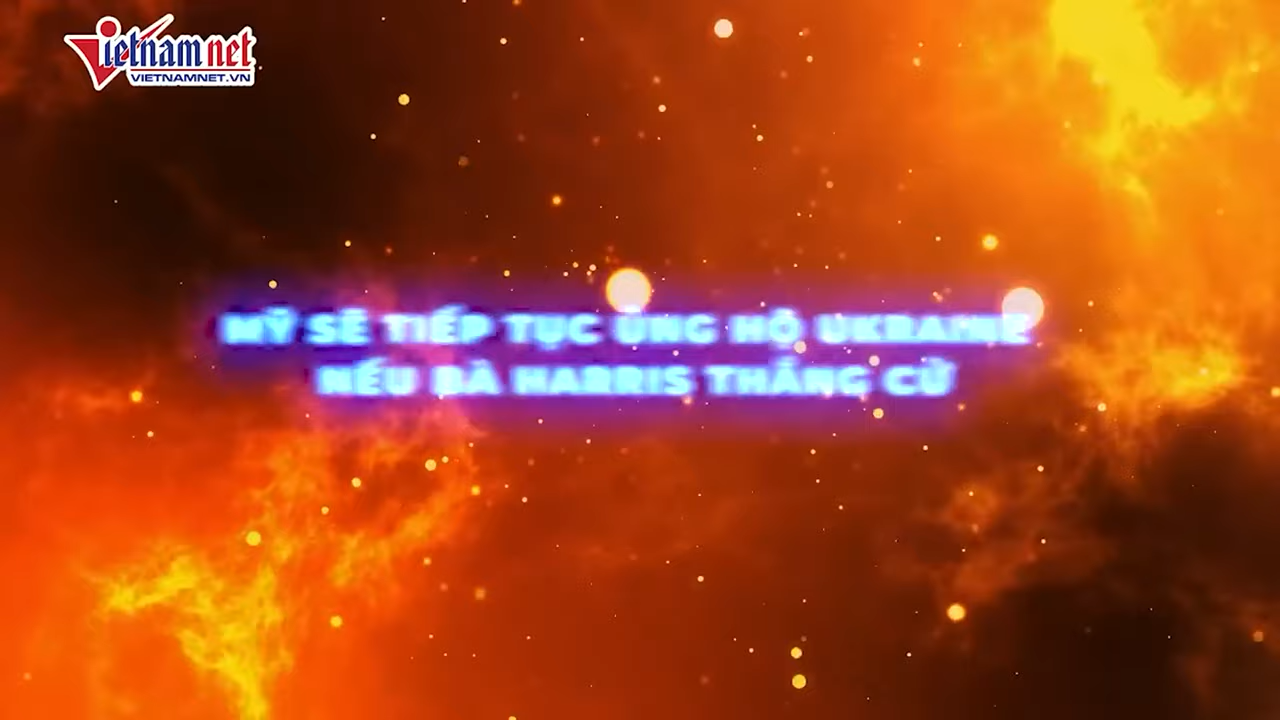 Vietnamnet
VIETNAMNET.VN
MỸ SẼ TIẾP TỤC ỦNG HỘ UKRAINE
NẾU BÀ HARRIS THẮNG CỬ